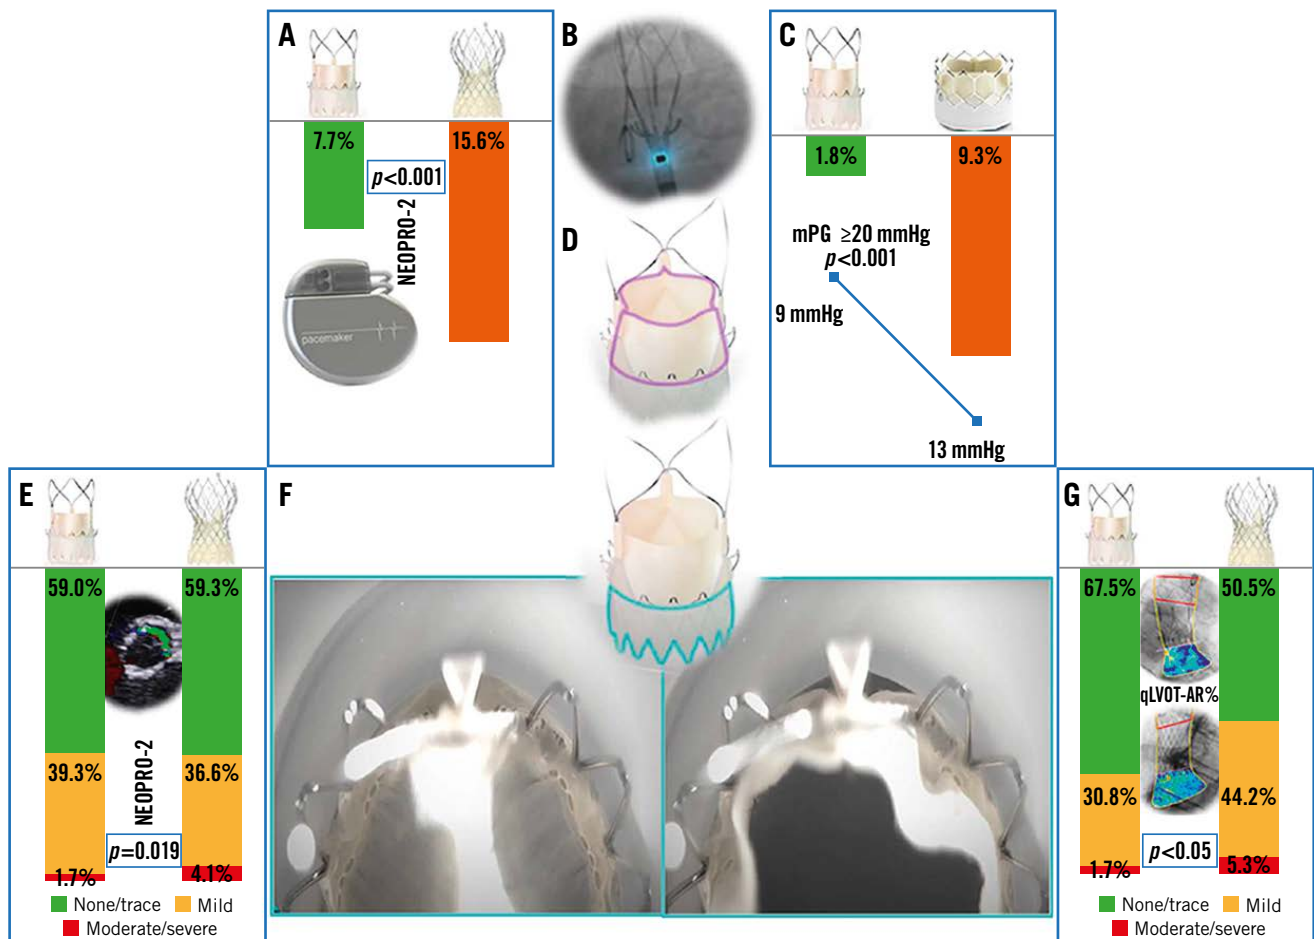 A
7.7%
15.6%
p<0.001
NEOPRO-2
pacemaker
B
C
1.8%
9.3%
mPG ≥20 mmHg
p<0.001
9 mmHg
13 mmHg
D
E
59.0%
59.3%
39.3%
36.6%
NEOPRO-2
p=0.019
1.7%
4.1%
None/trace
Mild
Moderate/severe
F
G
67.5%
50.5%
qLVOT-AR%
30.8%
44.2%
p<0.05
1.7%
5.3%
None/trace
Mild
Moderate/severe